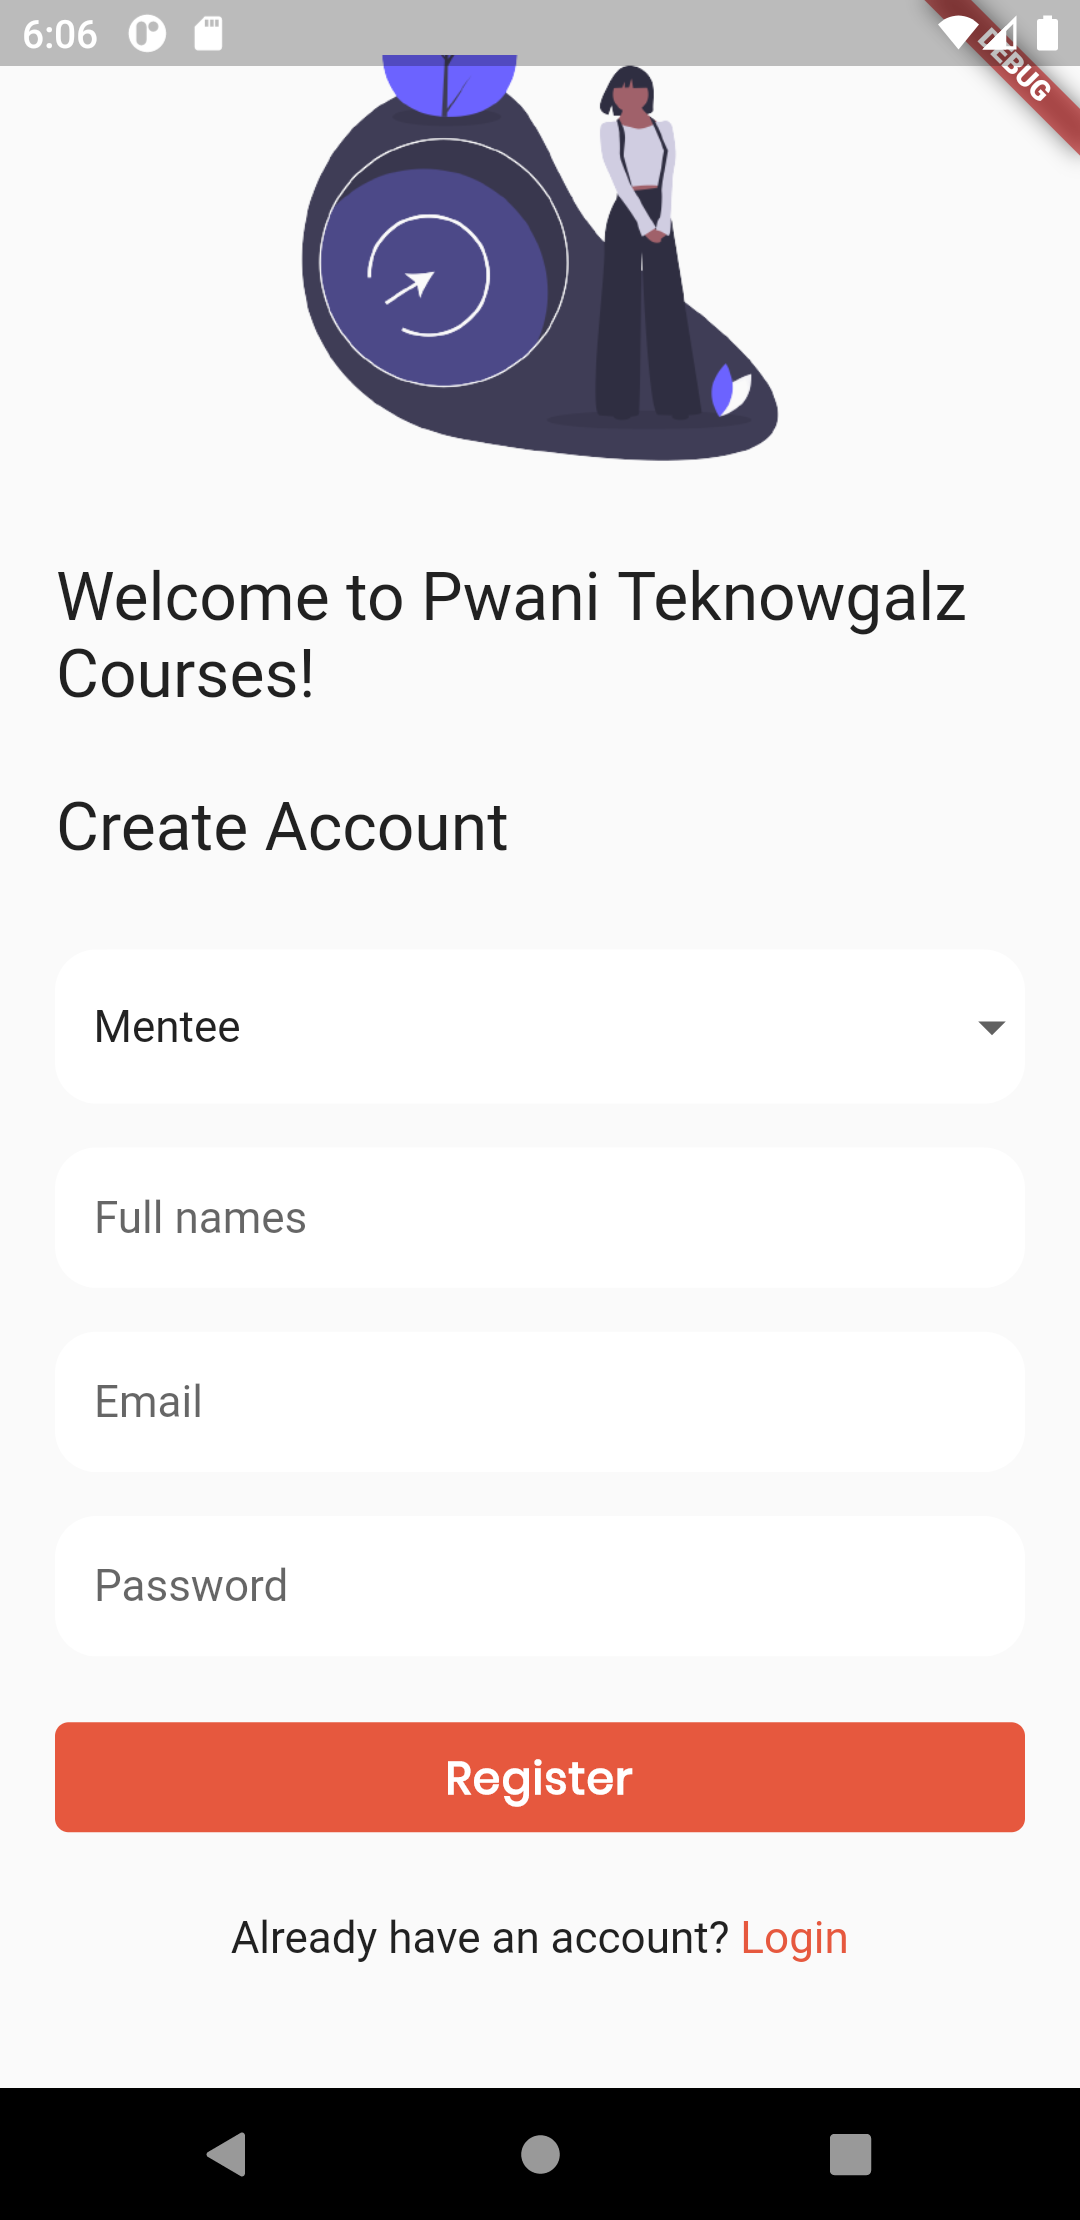 6:06
DEBUG
Welcome to Pwani Teknowgalz
Courses!
Create Account
Mentee
Full names
Email
Password
Register
Already have an account? Login